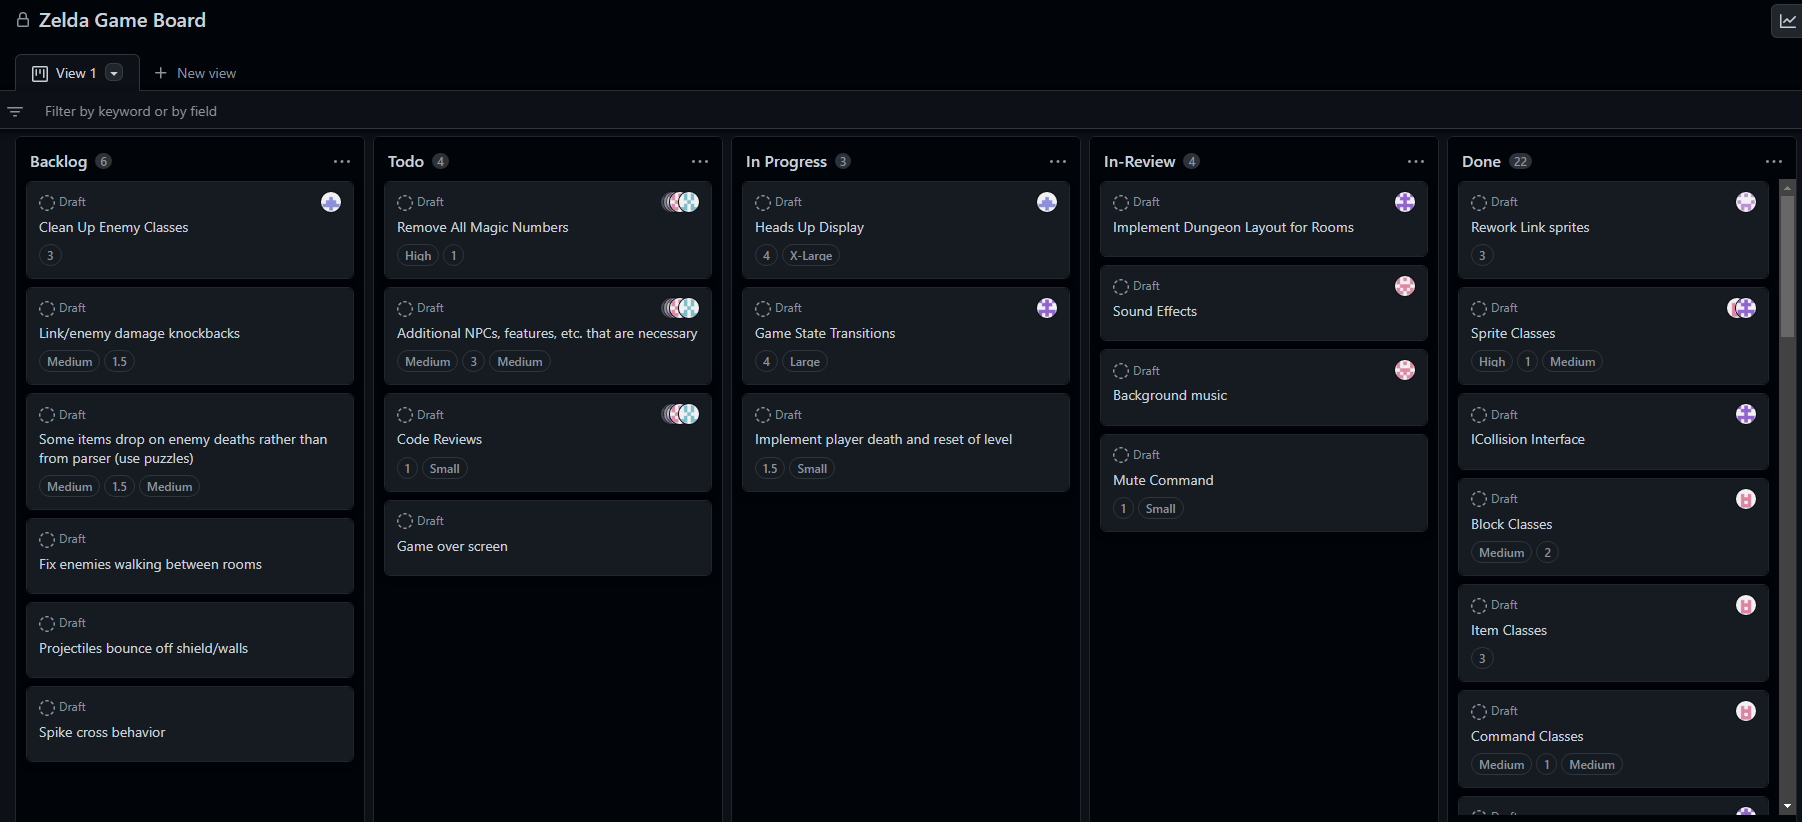 Zelda Game Board
View 1
New view
Filter by keyword or by field
Backlog 6
Draft
Clean Up Enemy Classes
3
Draft
Link/enemy damage knockbacks
Medium 1.5
Draft
Some items drop on enemy deaths rather than
from parser (use puzzles)
Medium 1.5 Medium
Draft
Fix enemies walking between rooms
Draft
Projectiles bounce off shield/walls
Draft
Spike cross behavior
Todo 4
Draft
Remove All Magic Numbers
High 1
Draft
Additional NPCs, features, etc. that are necessary
Medium 3 Medium
Draft
Code Reviews
1 Small
Draft
Game over screen
In Progress 3
Draft
Heads Up Display
4 X-Large
Draft
Game State Transitions
4 Large
Draft
Implement player death and reset of level
1.5 Small
In-Review 4
Draft
Implement Dungeon Layout for Rooms
Draft
Sound Effects
Draft
Background music
Draft
Mute Command
1 Small
Done 22
Draft
Rework Link sprites
3
Draft
Sprite Classes
High 1 Medium
Draft
ICollision Interface
Draft
Block Classes
Medium 2
Draft
Item Classes
3
Draft
Command Classes
Medium 1 Medium
Draft